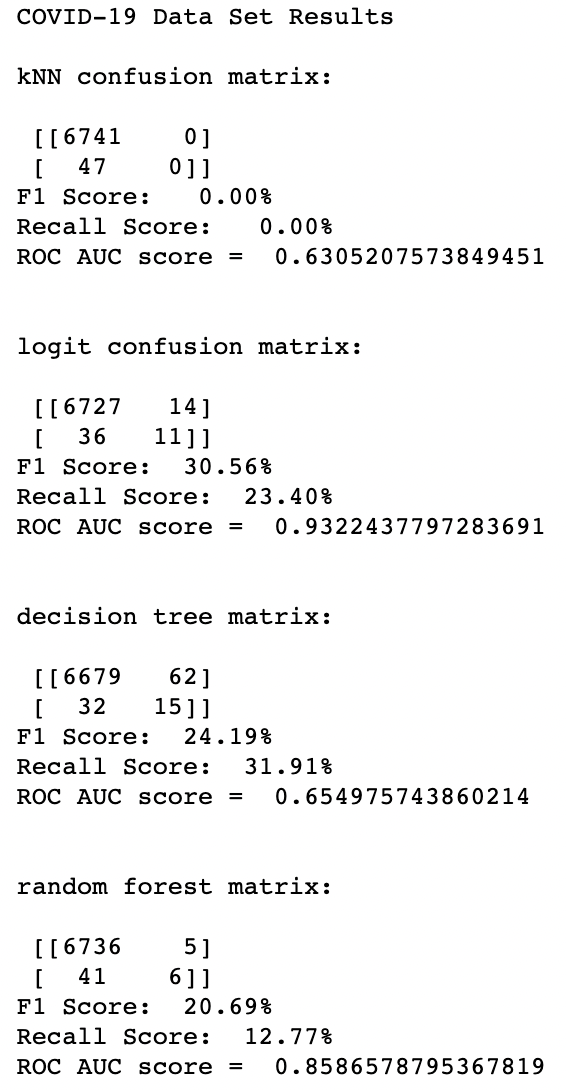 COVID-19 Data Set Results
kNN confusion matrix:
[[6741    0]
[  47    0]]
F1 Score:   0.00%
Recall Score:   0.00%
ROC AUC score =  0.6305207573849451
logit confusion matrix:
[[6727   14]
[  36   11]]
F1 Score:  30.56%
Recall Score:  23.40%
ROC AUC score =  0.9322437797283691
decision tree matrix:
[[6679   62]
[  32   15]]
F1 Score:  24.19%
Recall Score:  31.91%
ROC AUC score =  0.654975743860214
random forest matrix:
[[6736    5]
[  41    6]]
F1 Score:  20.69%
Recall Score:  12.77%
ROC AUC score =  0.8586578795367819